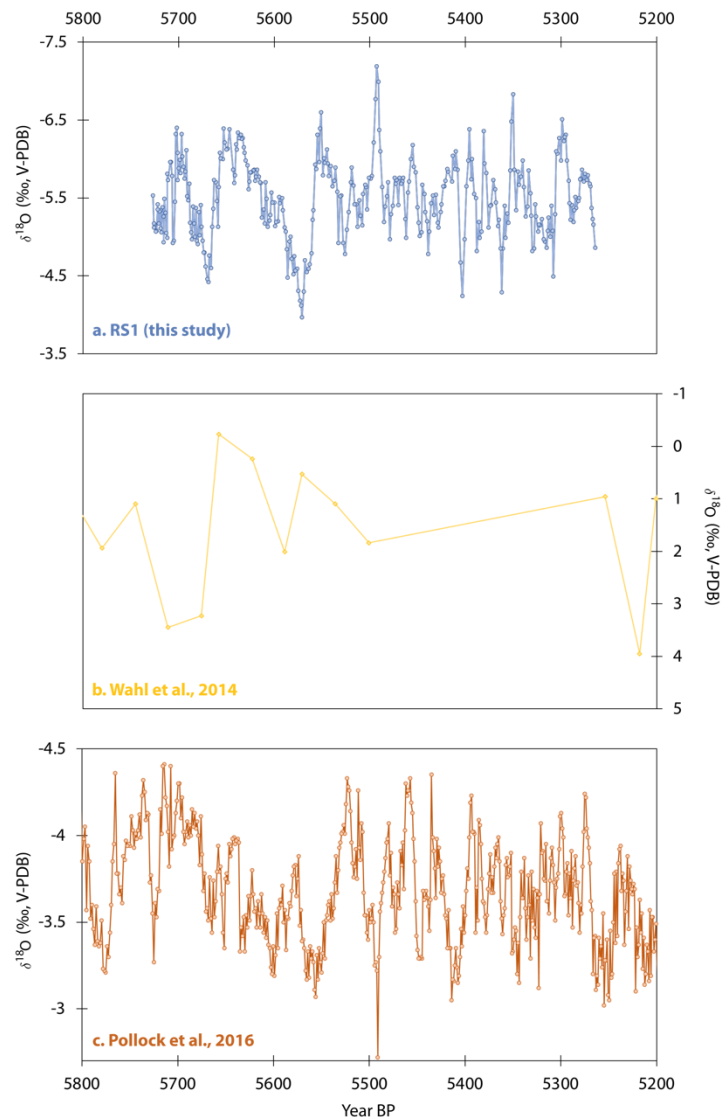 5800 5700 5600 5500 5400 5300 5200
-7.5
-6.5
-5.5
-4.5
-3.5
δ18O (‰, V-PDB)
a. RS1 (this study)
-1
0
1
2
3
4
5
δ18O (‰, V-PDB)
b. Wahl et al., 2014
-4.5
-4
-3.5
-3
δ18O (‰, V-PDB)
c. Pollock et al., 2016
5800 5700 5600 5500 5400 5300 5200
Year BP